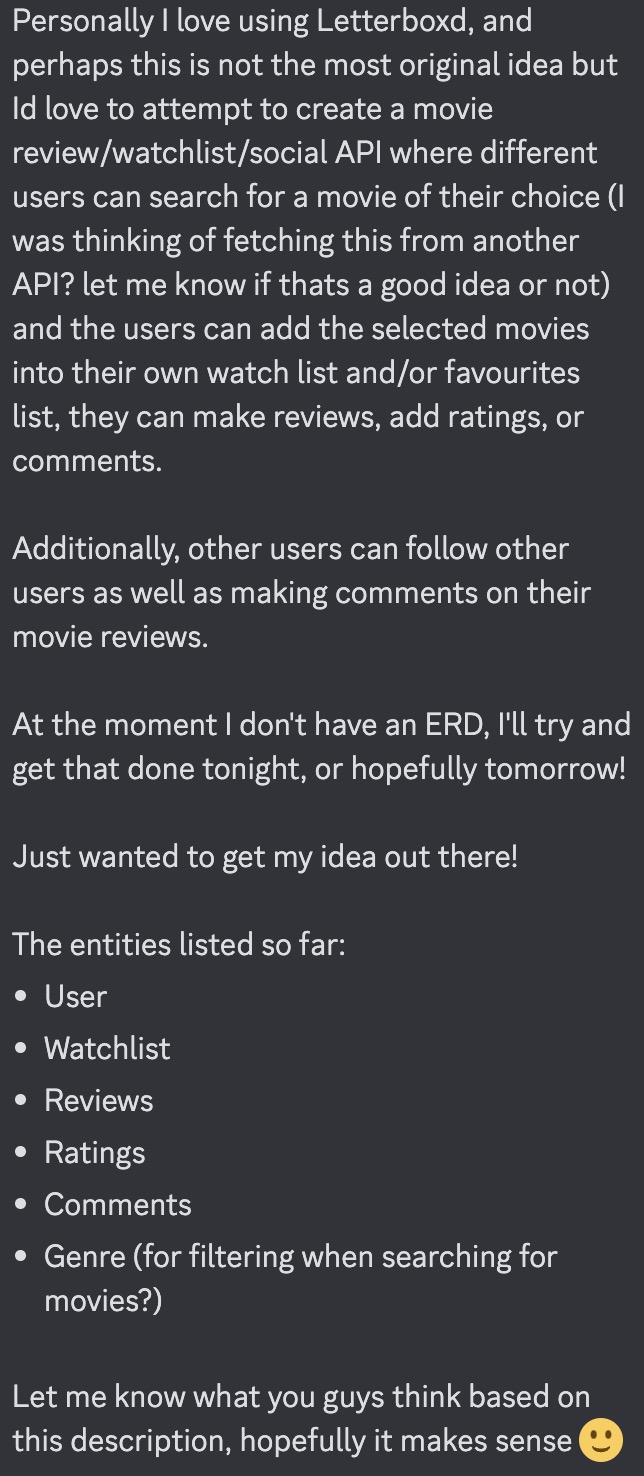 Personally I love using Letterboxd, and
perhaps this is not the most original idea but
Id love to attempt to create a movie
review/watchlist/social API where different
users can search for a movie of their choice (I
was thinking of fetching this from another
API? let me know if thats a good idea or not)
and the users can add the selected movies
into their own watch list and/or favourites
list, they can make reviews, add ratings, or
comments.
Additionally, other users can follow other
users as well as making comments on their
movie reviews.
At the moment I don't have an ERD, I'll try and
get that done tonight, or hopefully tomorrow!
Just wanted to get my idea out there!
The entities listed so far:
• User
• Watchlist
• Reviews
• Ratings
• Comments
• Genre (for filtering when searching for
movies?)
Let me know what you guys think based on
this description, hopefully it makes sense 🙂